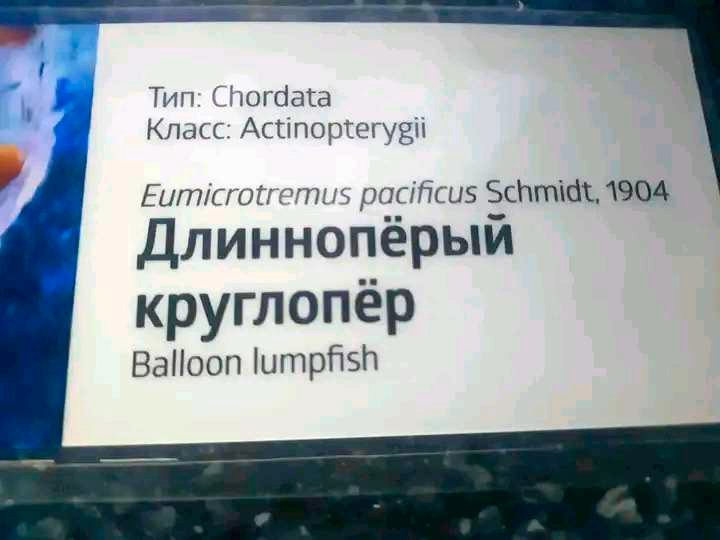 Тип: Chordata
Класс: Actinopterygii
Eumicrotremus pacificus Schmidt, 1904
Длиннопёрый
круглопёр
Balloon lumpfish